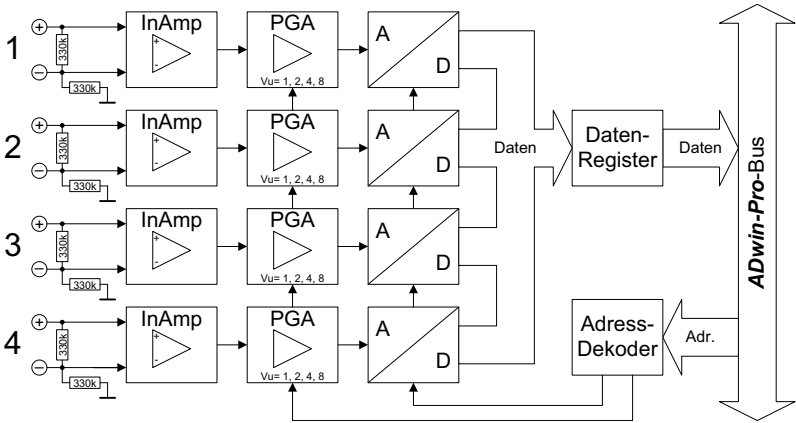 1
+
330k
−
330k
InAmp
+
-
PGA
Vu= 1, 2, 4, 8
A
D
2
+
330k
−
330k
InAmp
+
-
PGA
Vu= 1, 2, 4, 8
A
D
3
+
330k
−
330k
InAmp
+
-
PGA
Vu= 1, 2, 4, 8
A
D
4
+
330k
−
330k
InAmp
+
-
PGA
Vu= 1, 2, 4, 8
A
D
Daten
Daten-
Register
Daten
Adress-
Dekoder
Adr.
ADwin-Pro-Bus